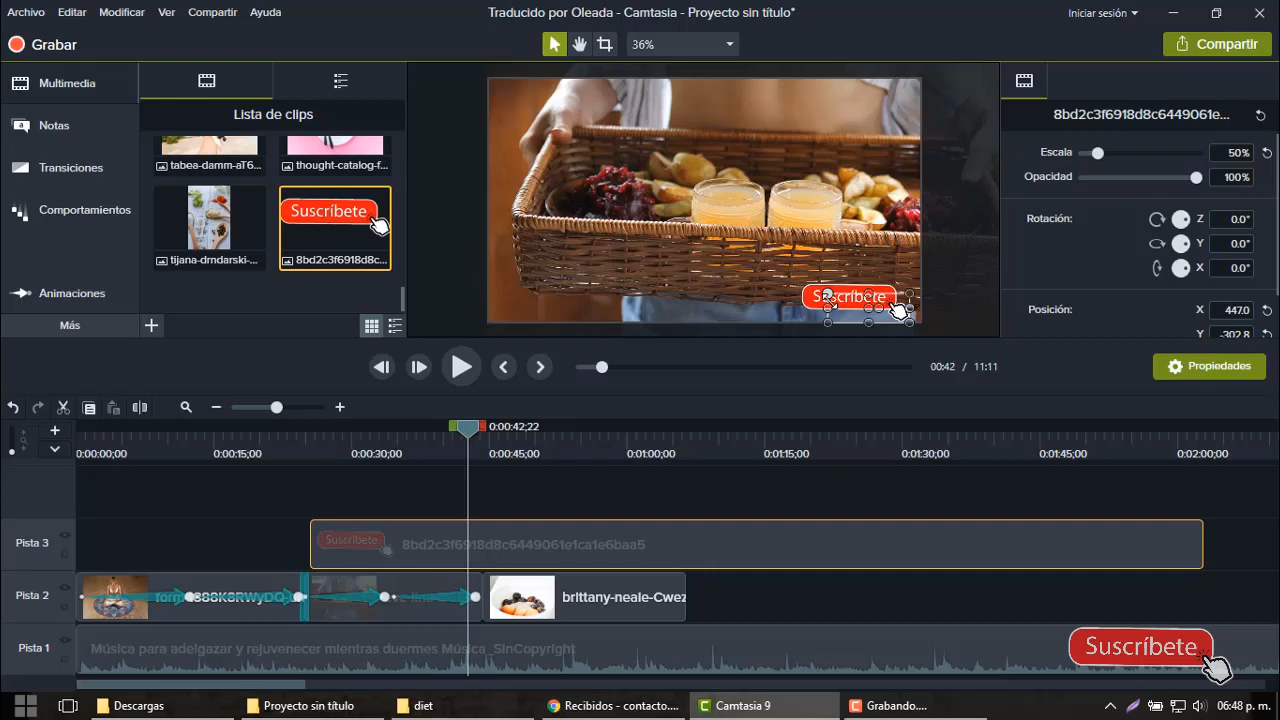 Archivo Editar Modificar Ver Compartir Ayuda
Traducido por Oleada - Camtasia - Proyecto sin título*
Iniciar sesión
Grabar
36%
Compartir
Multimedia
Notas
Transiciones
Comportamientos
Animaciones
Más
Lista de clips
tabea-damm-aT6...
thought-catalog-f...
Suscríbete
tijana-drndarski-...
8bd2c3f6918d8c...
Suscríbete
8bd2c3f6918d8c6449061e...
Escala 50%
Opacidad 100%
Rotación: Z 0.0°
Y 0.0°
X 0.0°
Posición: X 447.0
Y -302.8
00:42 / 11:11
Propiedades
0:00:42;22
0:00:00;00 0:00:15;00 0:00:30;00 0:00:45;00 0:01:00;00 0:01:15;00 0:01:30;00 0:01:45;00 0:02:00;00
Pista 3
Suscríbete
8bd2c3f6918d8c6449061e1ca1e6baa5
Pista 2
brittany-neale-Cwez
Pista 1
Música para adelgazar y rejuvenecer mientras duermes Música_SinCopyright
Suscríbete
Descargas
Proyecto sin título
diet
Recibidos - contacto....
Camtasia 9
Grabando....
06:48 p. m.